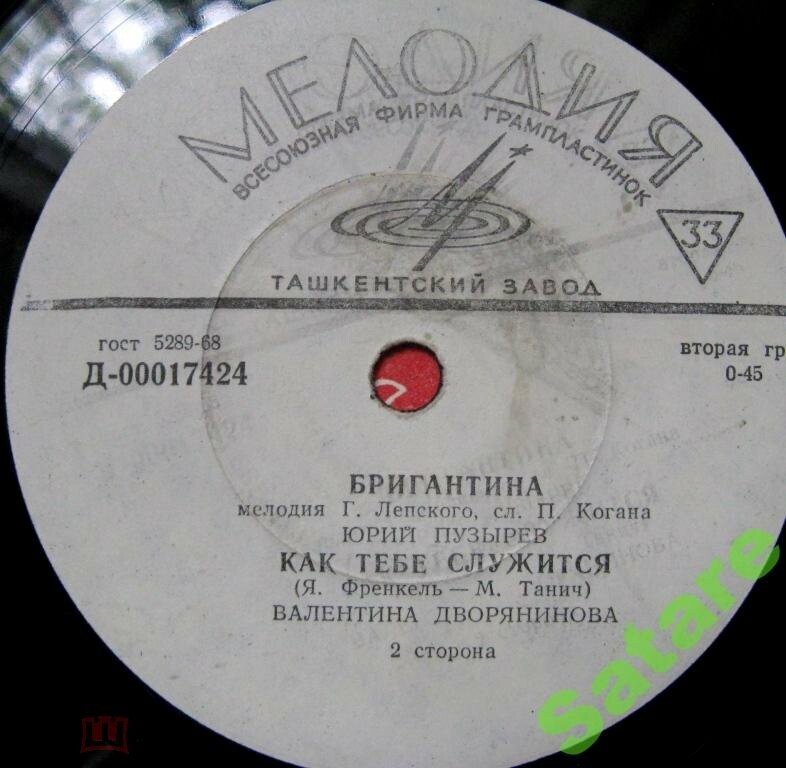 МЕЛОДИЯ
ВСЕСОЮЗНАЯ ФИРМА ГРАМПЛАСТИНОК
33
ТАШКЕНТСКИЙ ЗАВОД
гост 5289-68
Д-00017424
вторая гр
0-45
БРИГАНТИНА
мелодия Г. Лепского, сл. П. Когана
ЮРИЙ ПУЗЫРЕВ
КАК ТЕБЕ СЛУЖИТСЯ
(Я. Френкель — М. Танич)
ВАЛЕНТИНА ДВОРЯНИНОВА
2 сторона
Satare